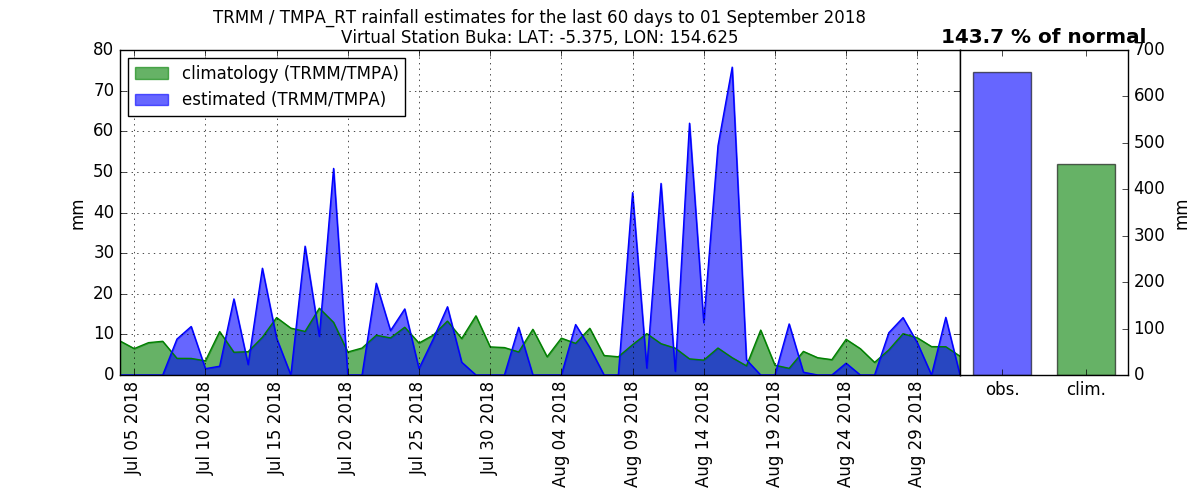 TRMM / TMPA_RT rainfall estimates for the last 60 days to 01 September 2018
Virtual Station Buka: LAT: -5.375, LON: 154.625
143.7 % of normal
climatology (TRMM/TMPA)
estimated (TRMM/TMPA)
mm
80
70
60
50
40
30
20
10
0
Jul 05 2018
Jul 10 2018
Jul 15 2018
Jul 20 2018
Jul 25 2018
Jul 30 2018
Aug 04 2018
Aug 09 2018
Aug 14 2018
Aug 19 2018
Aug 24 2018
Aug 29 2018
obs.
clim.
700
600
500
400
300
200
100
0
mm